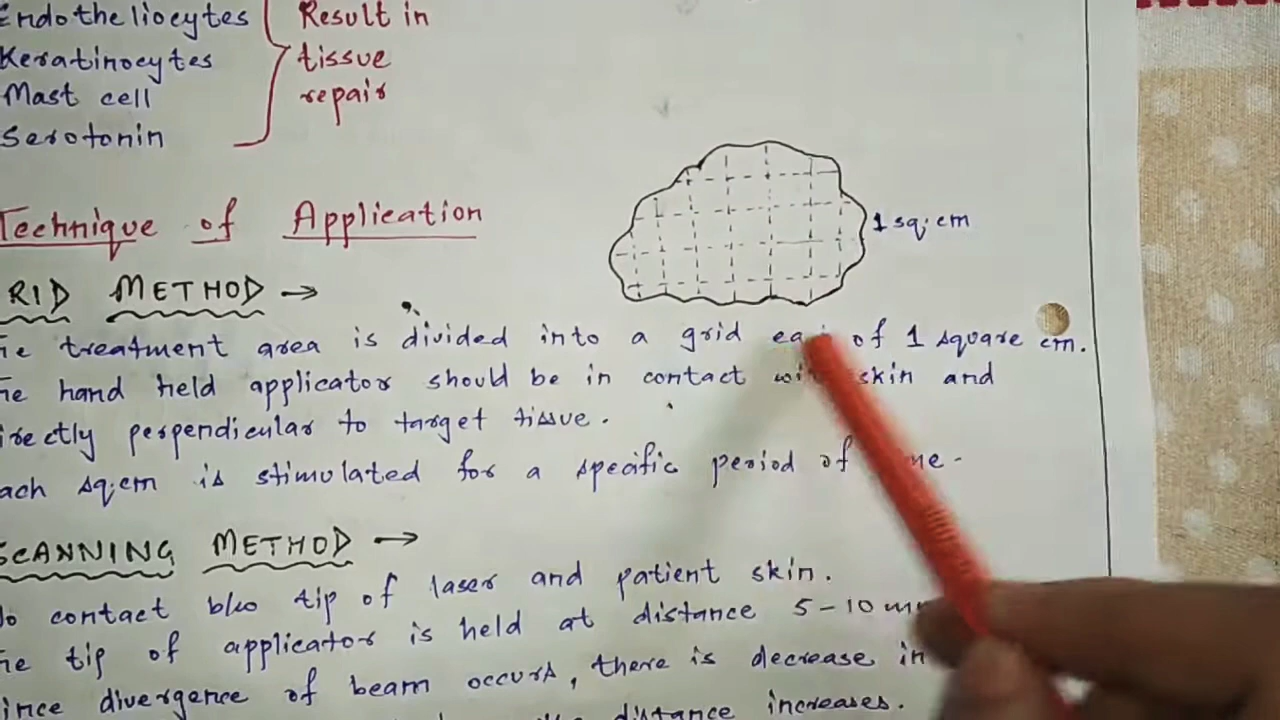 Endotheliocytes
Keratinocytes
Mast cell
Serotonin
Result in
tissue
repair
1 sq.cm
Technique of Application
RID METHOD →
treatment area is divided into a grid of 1 square cm.
hand held applicator should be in contact skin and
perpendicular to target tissue.
sq.cm is stimulated for a specific period of
SCANNING METHOD →
contact b/w tip of laser and patient skin.
tip of applicator is held at distance 5-10
divergence of beam occurs, there is decrease in
distance increases.